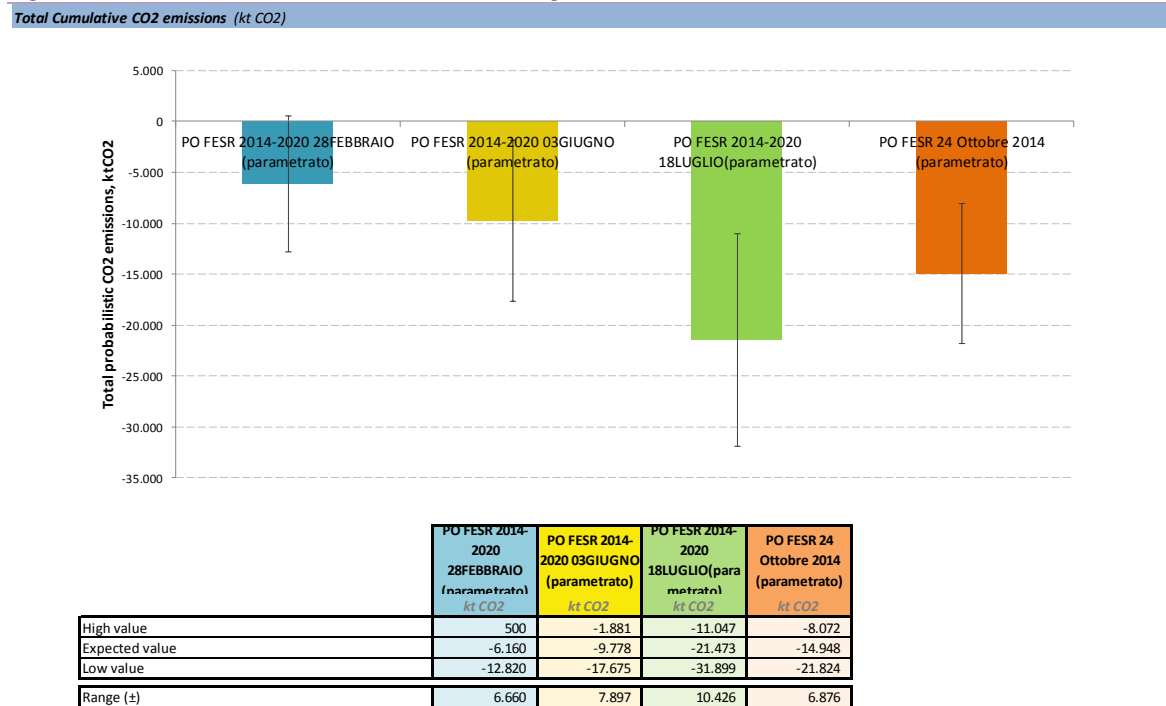 Total Cumulative CO2 emissions (kt CO2)
5.000
0
-5.000
-10.000
-15.000
-20.000
-25.000
-30.000
-35.000
Total probabilistic CO2 emissions, ktCO2
PO FESR 2014-2020 28FEBBRAIO
(parametrato)
PO FESR 2014-2020 03GIUGNO
(parametrato)
PO FESR 2014-2020
18LUGLIO(parametrato)
PO FESR 24 Ottobre 2014
(parametrato)
PO FESR 2014-
2020
28FEBBRAIO
(parametrato)
kt CO2
PO FESR 2014-
2020 03GIUGNO
(parametrato)
kt CO2
PO FESR 2014-
2020
18LUGLIO(para
metrato)
kt CO2
PO FESR 24
Ottobre 2014
(parametrato)
kt CO2
High value 500 -1.881 -11.047 -8.072
Expected value -6.160 -9.778 -21.473 -14.948
Low value -12.820 -17.675 -31.899 -21.824
Range (±) 6.660 7.897 10.426 6.876